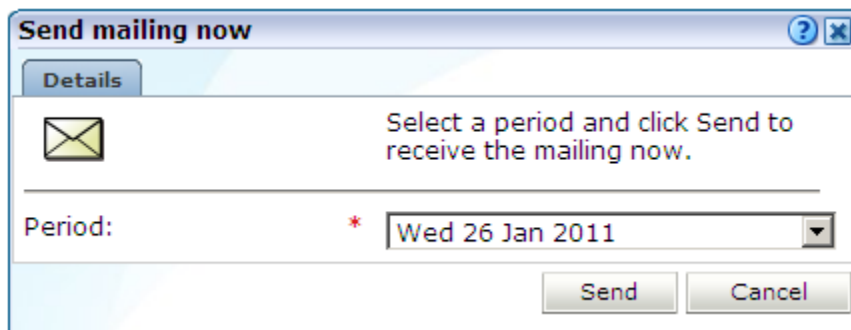 Send mailing now
Details
Select a period and click Send to
receive the mailing now.
Period: * Wed 26 Jan 2011
Send Cancel